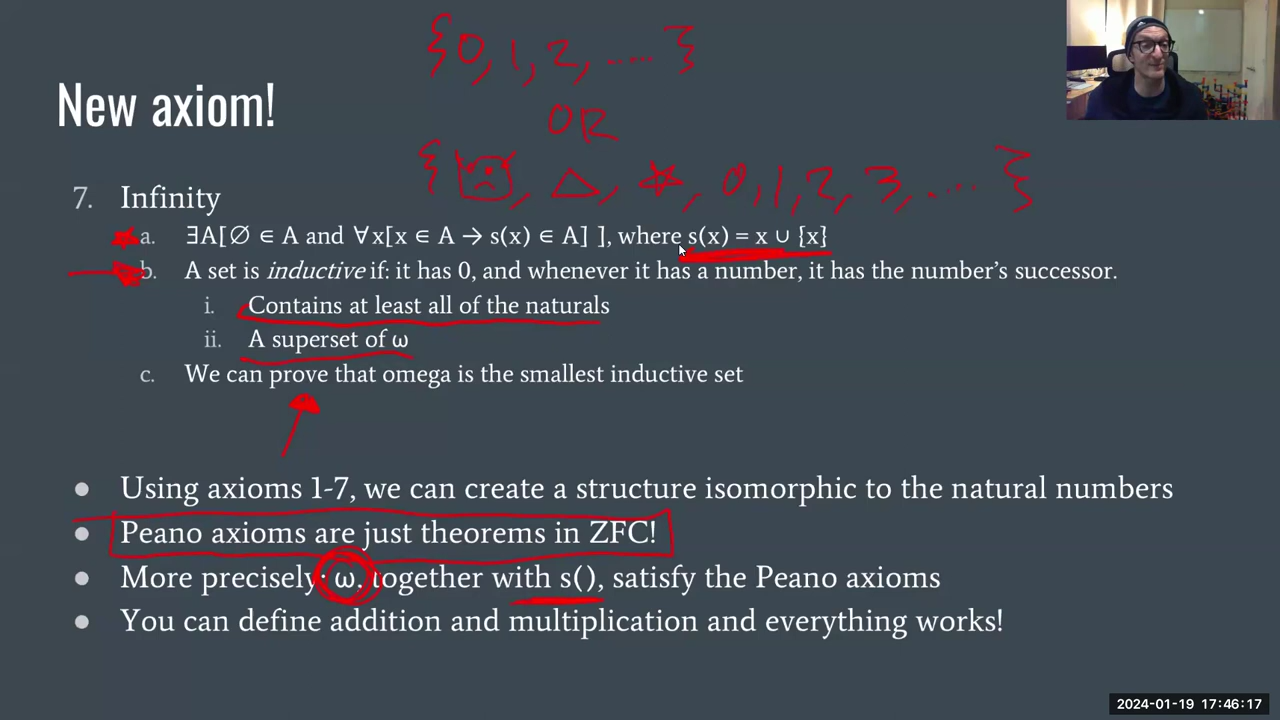 {0, 1, 2, .....}
OR
{ , △, ☆, 0, 1, 2, 3, .... }
New axiom!
7. Infinity
a. ∃A[∅ ∈ A and ∀x[x ∈ A → s(x) ∈ A] ], where s(x) = x ∪ {x}
b. A set is inductive if: it has 0, and whenever it has a number, it has the number’s successor.
i. Contains at least all of the naturals
ii. A superset of ω
c. We can prove that omega is the smallest inductive set
● Using axioms 1-7, we can create a structure isomorphic to the natural numbers
● Peano axioms are just theorems in ZFC!
● More precisely: ω, together with s(), satisfy the Peano axioms
● You can define addition and multiplication and everything works!
2024-01-19 17:46:17